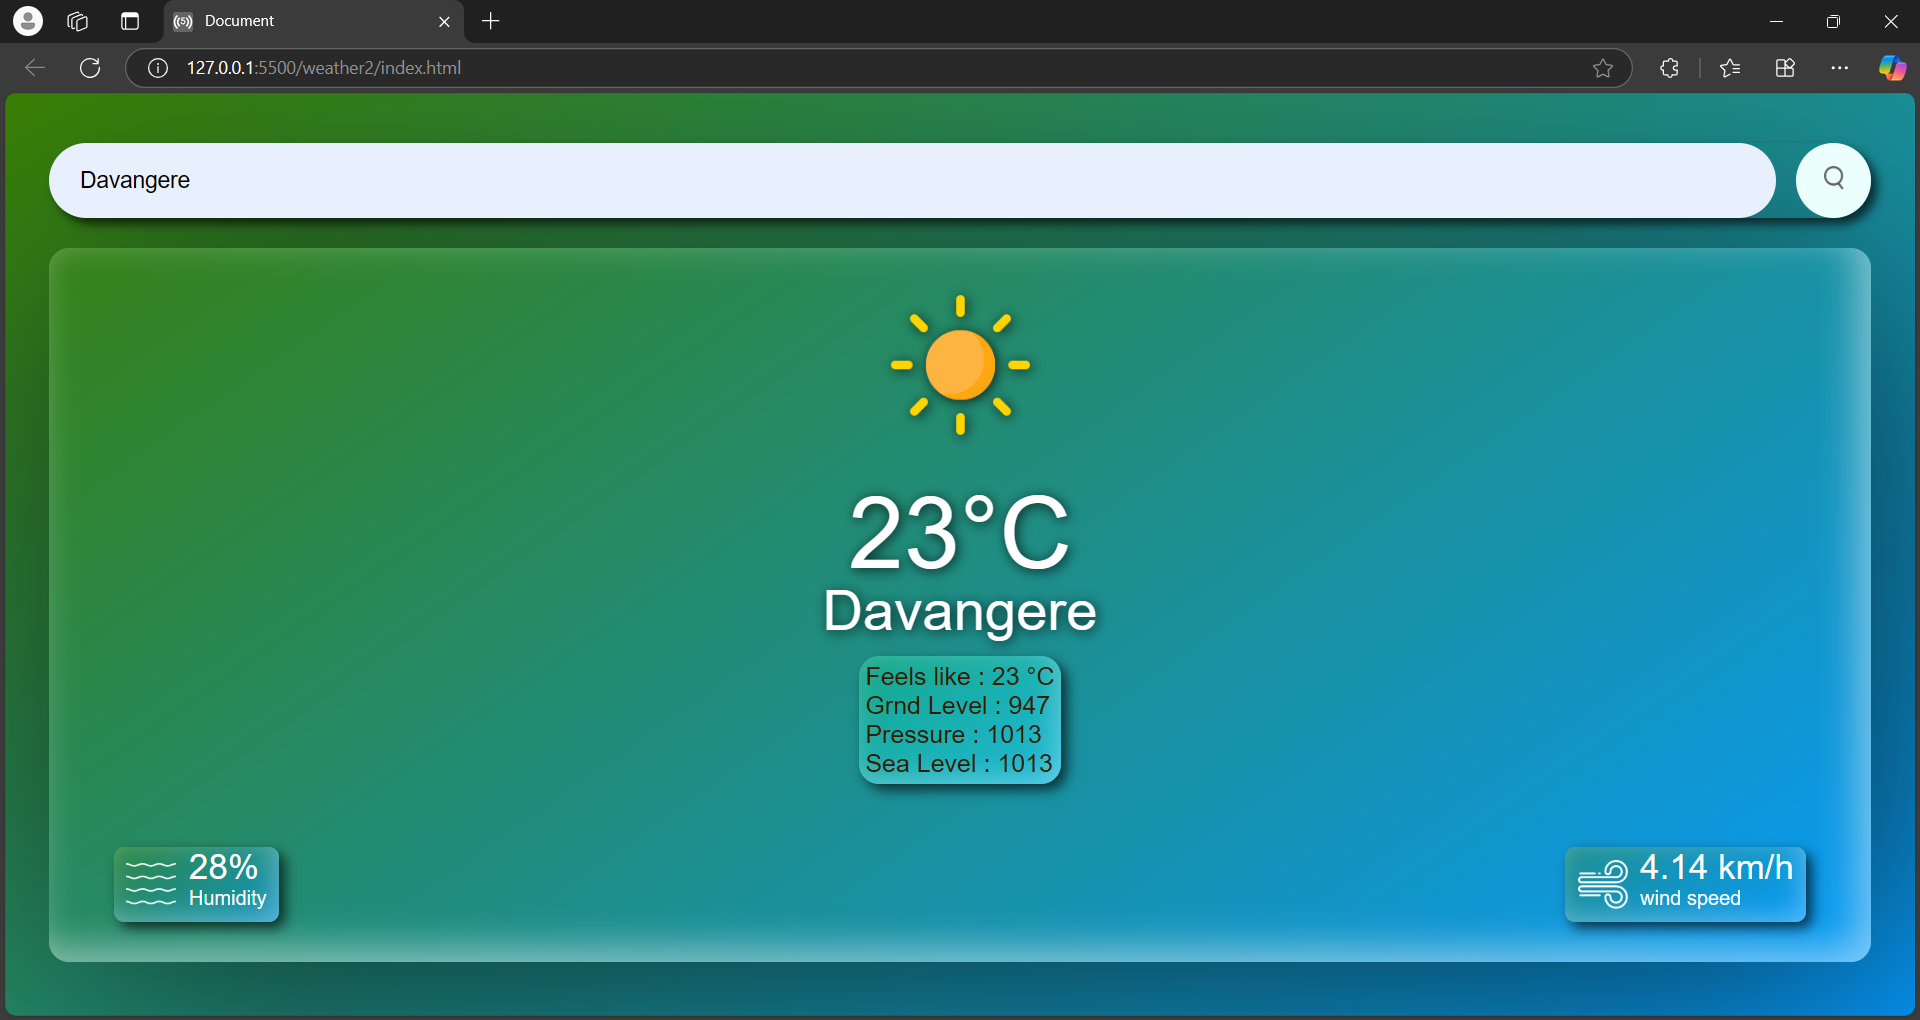 Document
127.0.0.1:5500/weather2/index.html
Davangere
23°C
Davangere
Feels like : 23 °C
Grnd Level : 947
Pressure : 1013
Sea Level : 1013
28%
Humidity
4.14 km/h
wind speed